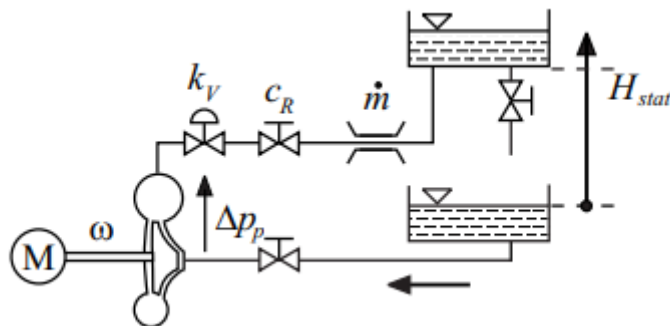 k_V
c_R
ṁ
H_stat
ω
Δp_p
M